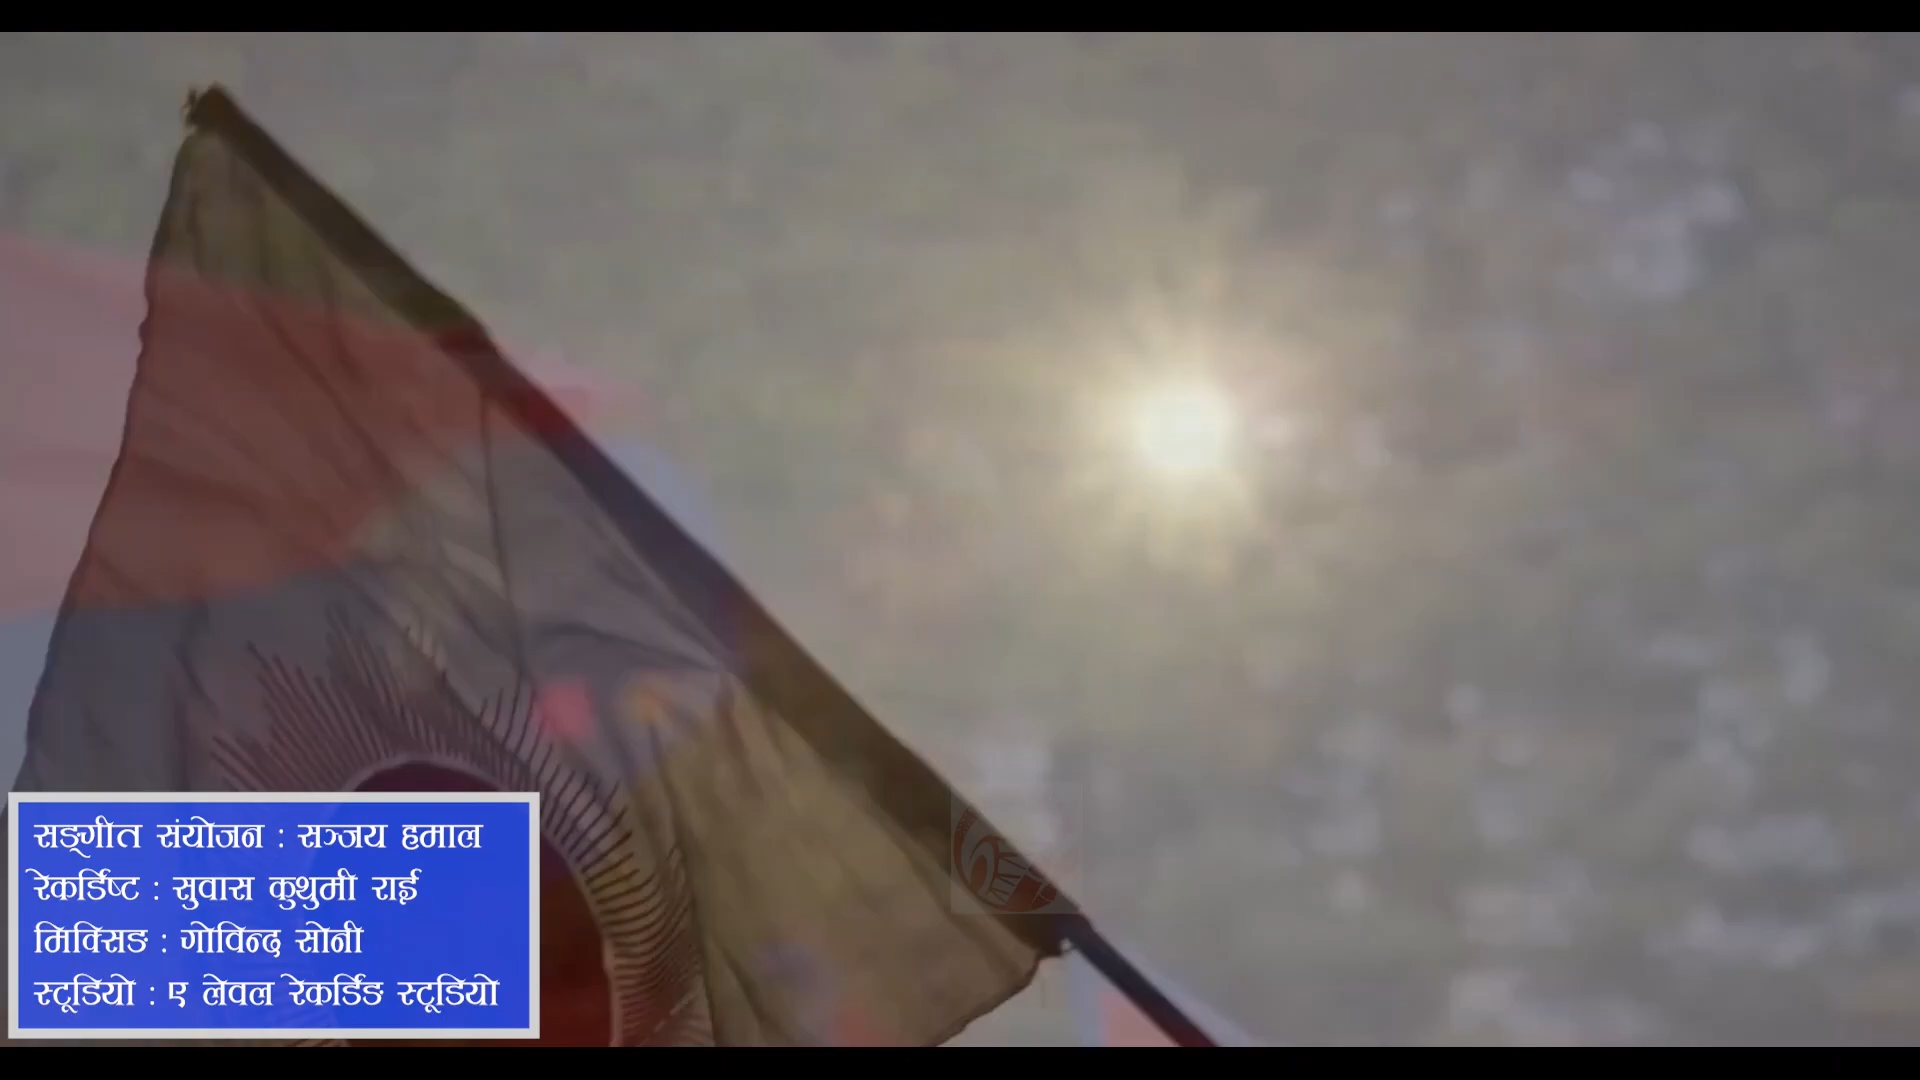 सङ्गीत संयोजन : सञ्जय हमाल
रेकर्डिष्ट : सुवास कुथुमी राई
मिक्सिङ : गोविन्द सोनी
स्टूडियो : ए लेवल रेकर्डिङ स्टूडियो